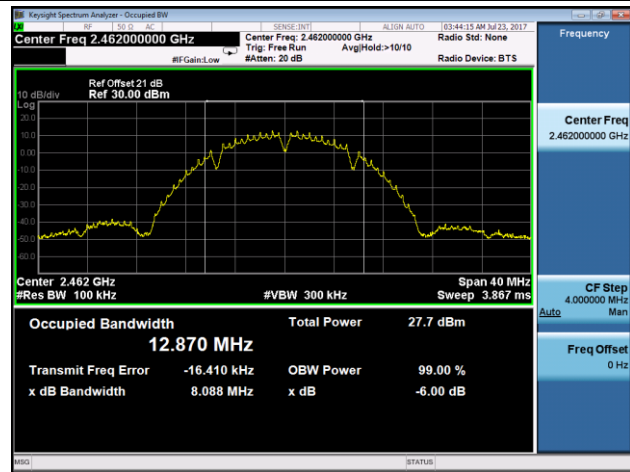 Keysight Spectrum Analyzer - Occupied BW
RF 50 Ω AC SENSE:INT ALIGN AUTO 03:44:15 AM Jul 23, 2017
Center Freq 2.462000000 GHz Center Freq: 2.462000000 GHz Radio Std: None Frequency
Trig: Free Run Avg|Hold:>10/10
#IFGain:Low #Atten: 20 dB Radio Device: BTS
Ref Offset 21 dB
10 dB/div Ref 30.00 dBm
Log
20.0
10.0
0.00
-10.0
-20.0
-30.0
-40.0
-50.0
-60.0
Center Freq
2.462000000 GHz
Center 2.462 GHz Span 40 MHz
#Res BW 100 kHz #VBW 300 kHz Sweep 3.867 ms
CF Step
4.000000 MHz
Auto Man
Occupied Bandwidth Total Power 27.7 dBm
12.870 MHz
Freq Offset
0 Hz
Transmit Freq Error -16.410 kHz OBW Power 99.00 %
x dB Bandwidth 8.088 MHz x dB -6.00 dB
MSG STATUS